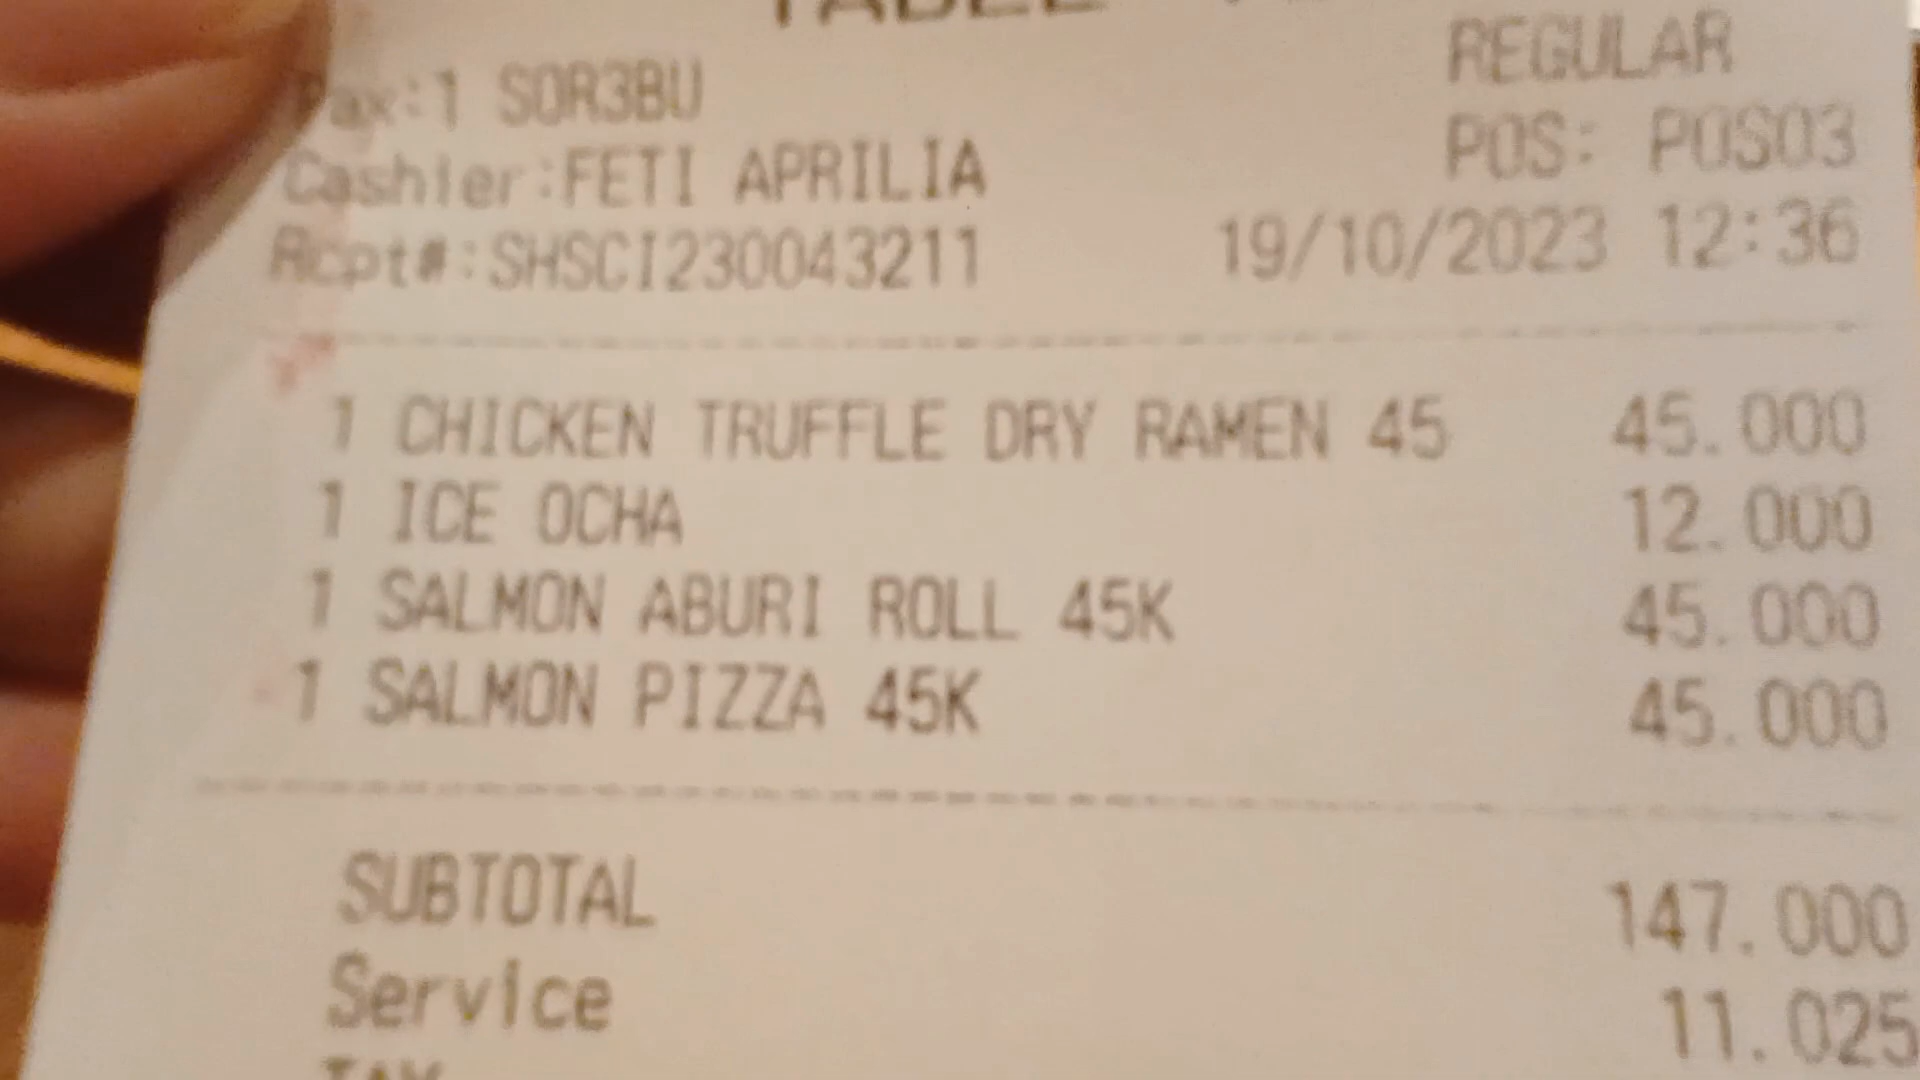 TABLE
Pax:1 SOR3BU REGULAR
Cashier:FETI APRILIA POS: POS03
Rcpt#:SHSCI230043211 19/10/2023 12:36
1 CHICKEN TRUFFLE DRY RAMEN 45 45.000
1 ICE OCHA 12.000
1 SALMON ABURI ROLL 45K 45.000
1 SALMON PIZZA 45K 45.000
SUBTOTAL 147.000
Service 11.025
TAX